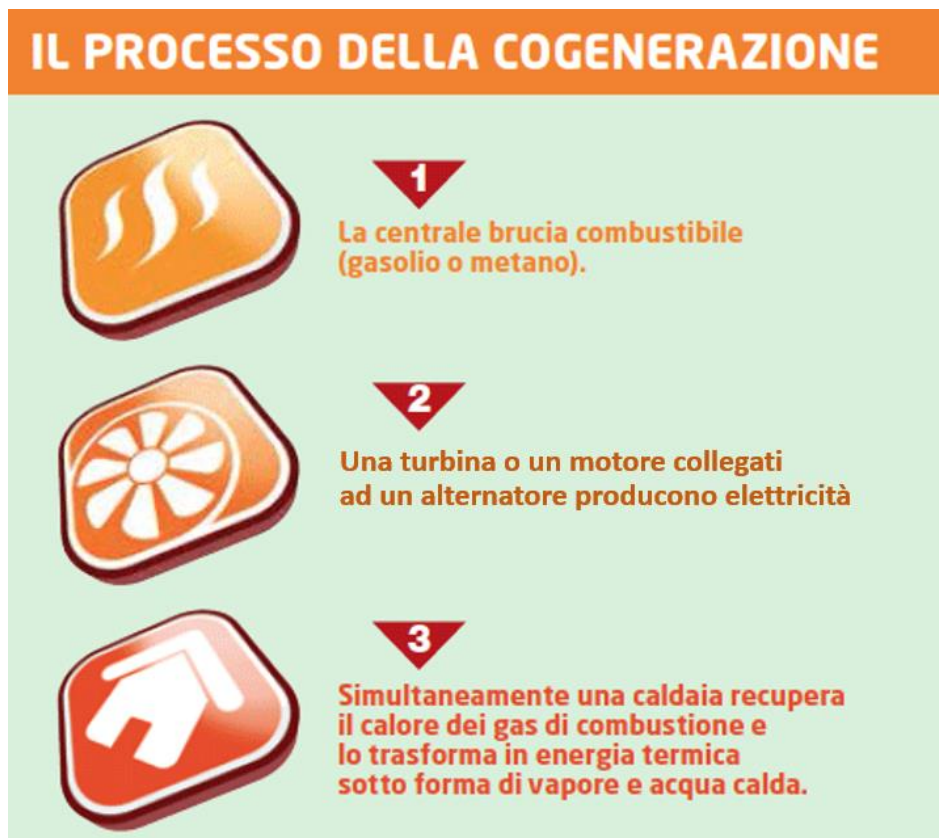 IL PROCESSO DELLA COGENERAZIONE
1
La centrale brucia combustibile
(gasolio o metano).
2
Una turbina o un motore collegati
ad un alternatore producono elettricità
3
Simultaneamente una caldaia recupera
il calore dei gas di combustione e
lo trasforma in energia termica
sotto forma di vapore e acqua calda.